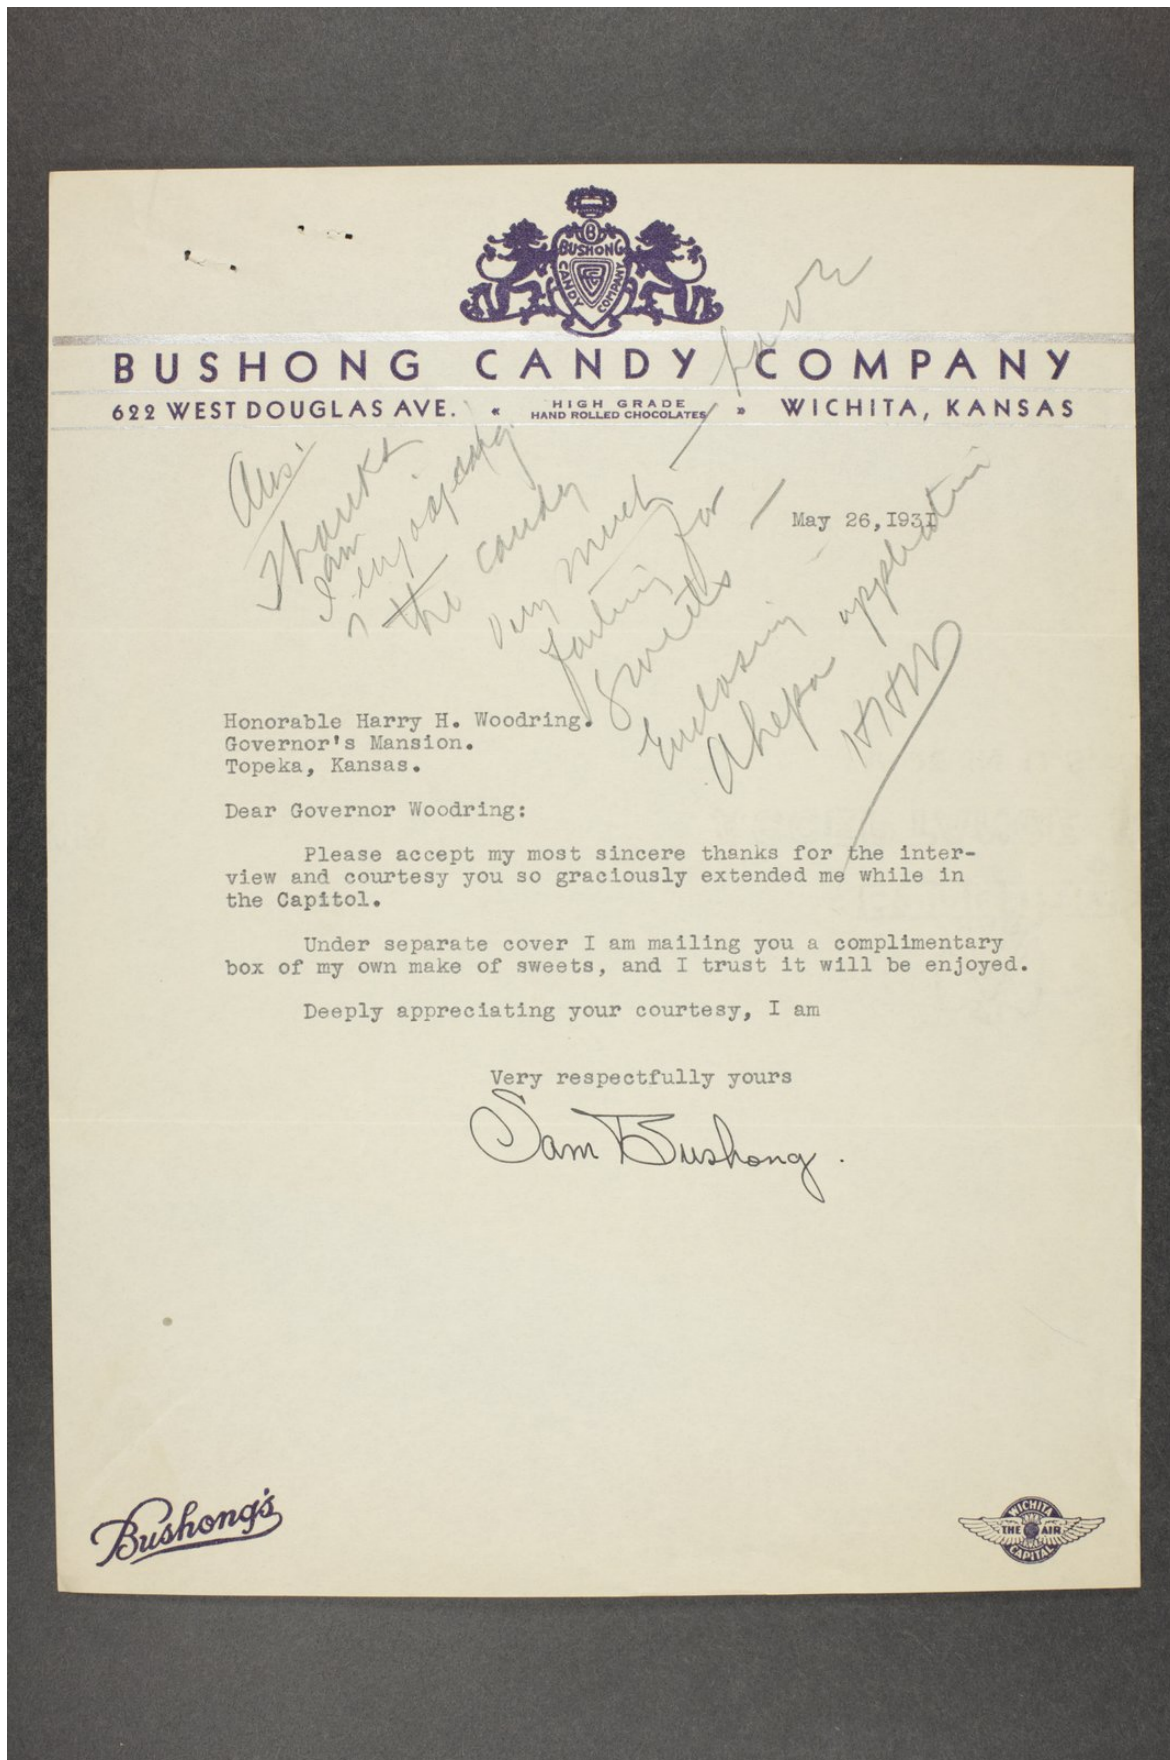 B
BUSHONG
CANDY COMPANY
BUSHONG CANDY COMPANY
622 WEST DOUGLAS AVE. « HIGH GRADE HAND ROLLED CHOCOLATES » WICHITA, KANSAS
Ans.
Thanks
I am
enjoying
the candy
very much – have
for –
sweets
Enclosing
Ahepa application
HHW
May 26,1931
Honorable Harry H. Woodring.
Governor's Mansion.
Topeka, Kansas.
Dear Governor Woodring:
Please accept my most sincere thanks for the inter-
view and courtesy you so graciously extended me while in
the Capitol.
Under separate cover I am mailing you a complimentary
box of my own make of sweets, and I trust it will be enjoyed.
Deeply appreciating your courtesy, I am
Very respectfully yours
Sam Bushong.
Bushong's
WICHITA
THE AIR
CAPITAL